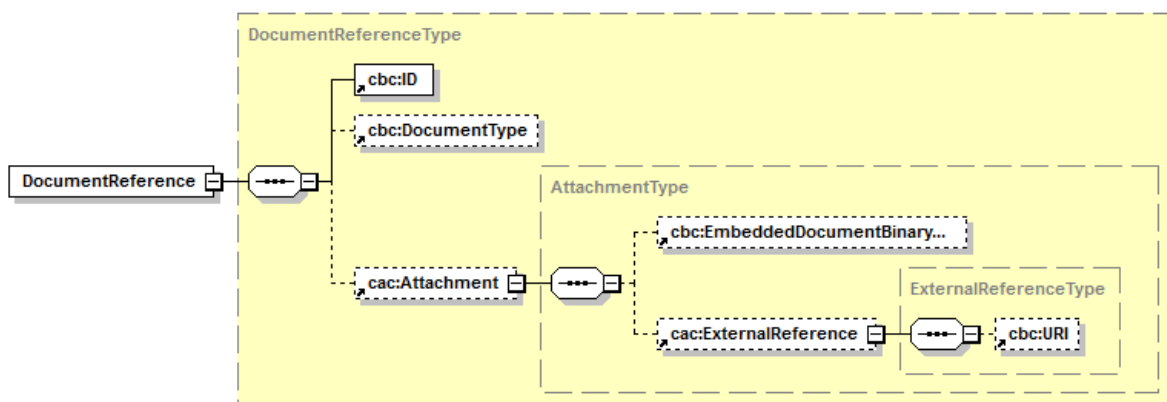 DocumentReferenceType
cbc:ID
cbc:DocumentType
DocumentReference
AttachmentType
cbc:EmbeddedDocumentBinary...
cac:Attachment
ExternalReferenceType
cac:ExternalReference
cbc:URI